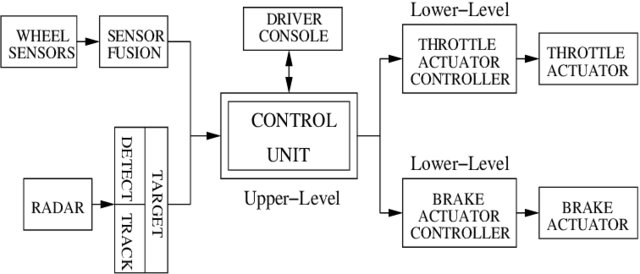 WHEEL
SENSORS
SENSOR
FUSION
DRIVER
CONSOLE
Lower-Level
THROTTLE
ACTUATOR
CONTROLLER
THROTTLE
ACTUATOR
CONTROL
UNIT
Upper-Level
RADAR
DETECT TRACK
TARGET
Lower-Level
BRAKE
ACTUATOR
CONTROLLER
BRAKE
ACTUATOR